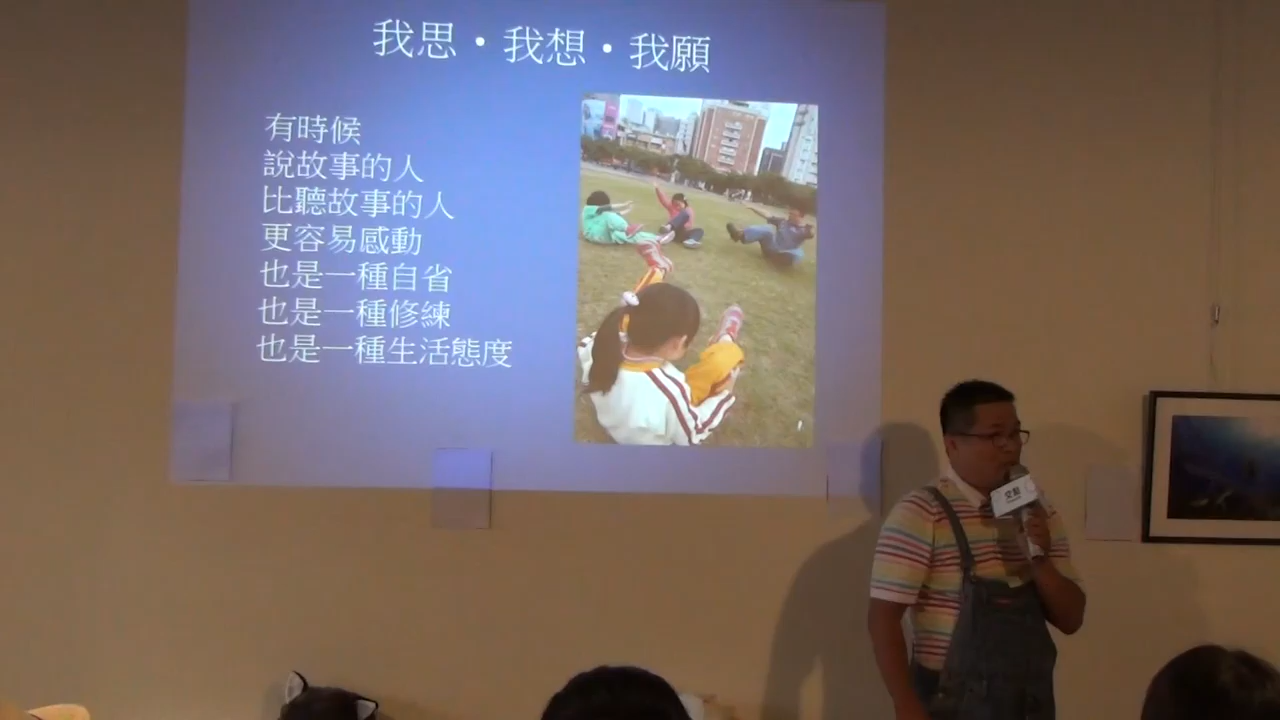 我思・我想・我願
有時候
說故事的人
比聽故事的人
更容易感動
也是一種自省
也是一種修練
也是一種生活態度
交點